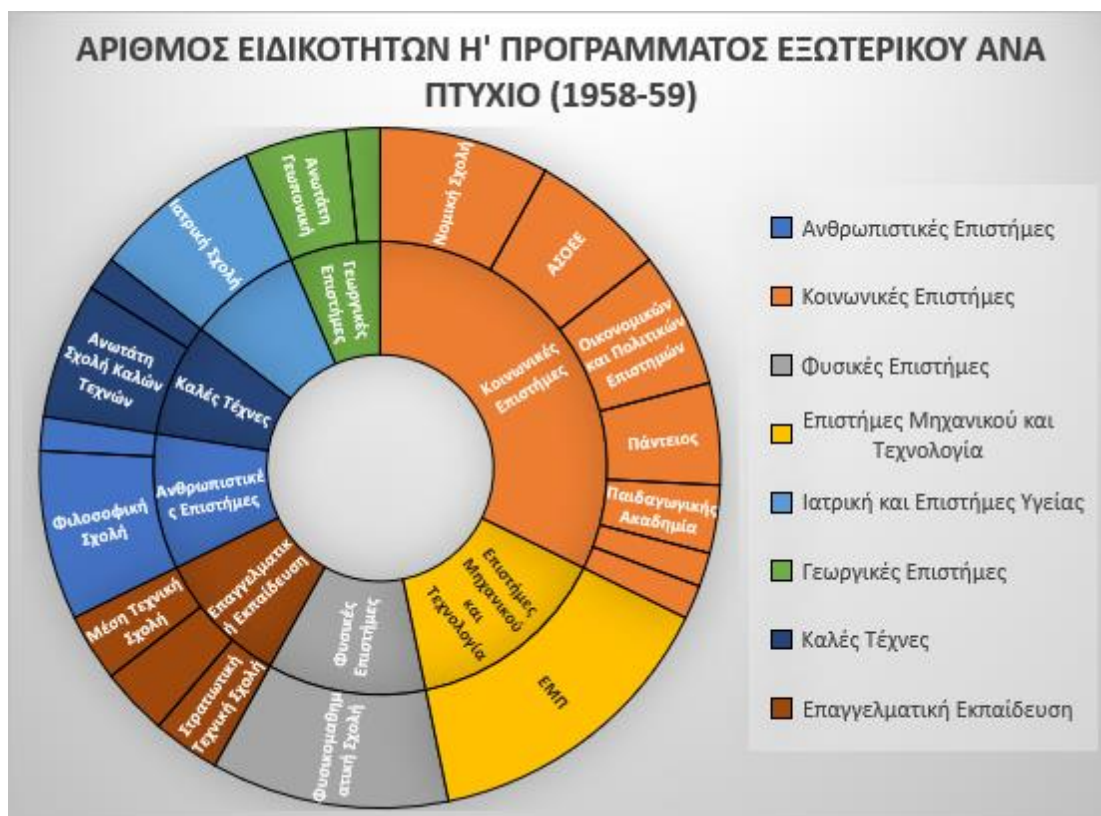 ΑΡΙΘΜΟΣ ΕΙΔΙΚΟΤΗΤΩΝ Η' ΠΡΟΓΡΑΜΜΑΤΟΣ ΕΞΩΤΕΡΙΚΟΥ ΑΝΑ
ΠΤΥΧΙΟ (1958-59)
Νομική Σχολή
ΑΣΟΕΕ
Οικονομικών
και Πολιτικών
Επιστημών
Πάντειος
Παιδαγωγικής
Ακαδημία
ΕΜΠ
Φυσικομαθημ
ατική Σχολή
Στρατιωτική
Τεχνική Σχολή
Μέση Τεχνική
Σχολή
Φιλοσοφική
Σχολή
Ανωτάτη
Σχολή Καλών
Τεχνών
Ιατρική Σχολή
Ανωτάτη
Γεωπονική
Κοινωνικές
Επιστήμες
Επιστήμες
Μηχανικού
και
Τεχνολογία
Φυσικές
Επιστήμες
Επαγγελματικ
ή Εκπαίδευση
Ανθρωπιστικέ
ς Επιστήμες
Καλές Τέχνες
Γεωργικές
Επιστήμες
Ανθρωπιστικές Επιστήμες
Κοινωνικές Επιστήμες
Φυσικές Επιστήμες
Επιστήμες Μηχανικού και
Τεχνολογία
Ιατρική και Επιστήμες Υγείας
Γεωργικές Επιστήμες
Καλές Τέχνες
Επαγγελματική Εκπαίδευση